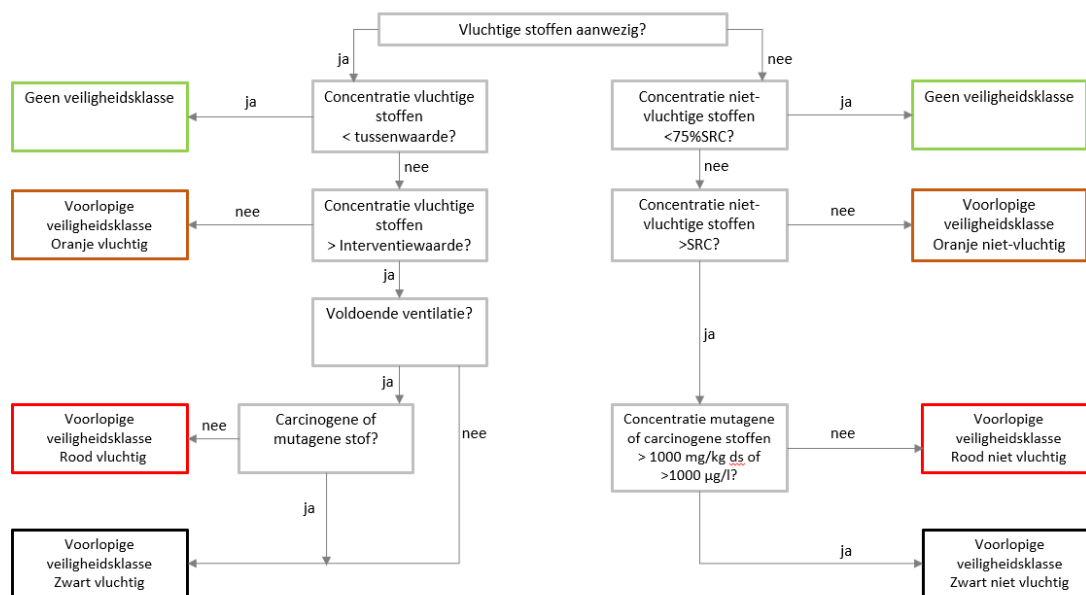 Vluchtige stoffen aanwezig?
ja
nee
Geen veiligheidsklasse
ja
Concentratie vluchtige
stoffen
< tussenwaarde?
Concentratie niet-
vluchtige stoffen
<75%SRC?
ja
Geen veiligheidsklasse
nee
nee
Voorlopige
veiligheidsklasse
Oranje vluchtig
nee
Concentratie vluchtige
stoffen
> Interventiewaarde?
Concentratie niet-
vluchtige stoffen
>SRC?
nee
Voorlopige
veiligheidsklasse
Oranje niet-vluchtig
ja
Voldoende ventilatie?
ja
ja
Voorlopige
veiligheidsklasse
Rood vluchtig
nee
Carcinogene of
mutagene stof?
nee
Concentratie mutagene
of carcinogene stoffen
> 1000 mg/kg ds of
>1000 µg/l?
nee
Voorlopige
veiligheidsklasse
Rood niet vluchtig
ja
Voorlopige
veiligheidsklasse
Zwart vluchtig
ja
Voorlopige
veiligheidsklasse
Zwart niet vluchtig